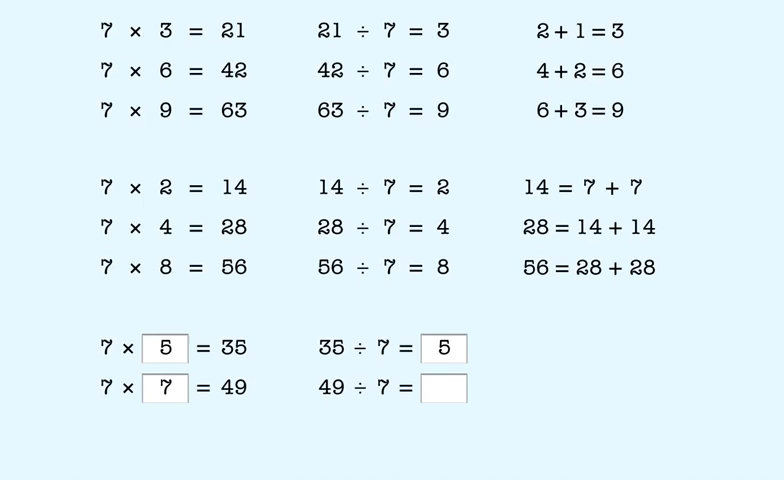 7 × 3 = 21 21 ÷ 7 = 3 2 + 1 = 3
7 × 6 = 42 42 ÷ 7 = 6 4 + 2 = 6
7 × 9 = 63 63 ÷ 7 = 9 6 + 3 = 9
7 × 2 = 14 14 ÷ 7 = 2 14 = 7 + 7
7 × 4 = 28 28 ÷ 7 = 4 28 = 14 + 14
7 × 8 = 56 56 ÷ 7 = 8 56 = 28 + 28
7 × 5 = 35 35 ÷ 7 = 5
7 × 7 = 49 49 ÷ 7 =